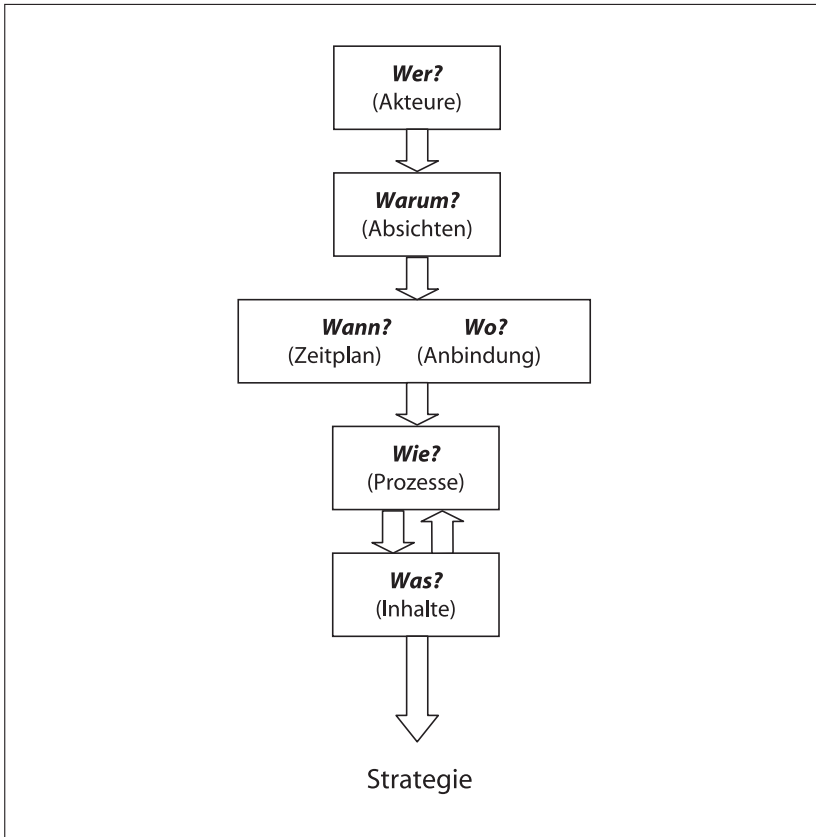 Wer?
(Akteure)
Warum?
(Absichten)
Wann? Wo?
(Zeitplan) (Anbindung)
Wie?
(Prozesse)
Was?
(Inhalte)
Strategie